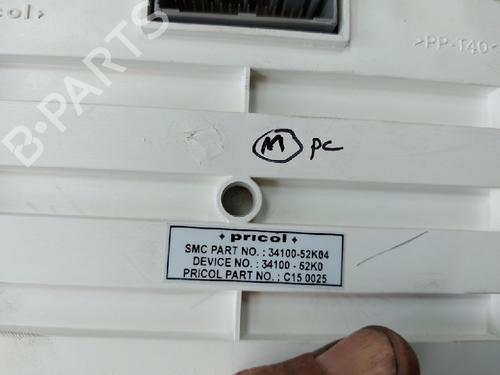 pricol
>PP-T40<
M PC
pricol
SMC PART NO. : 34100-52K04
DEVICE NO. : 34100 - 52K0
PRICOL PART NO. : C15 0025
B-PARTS